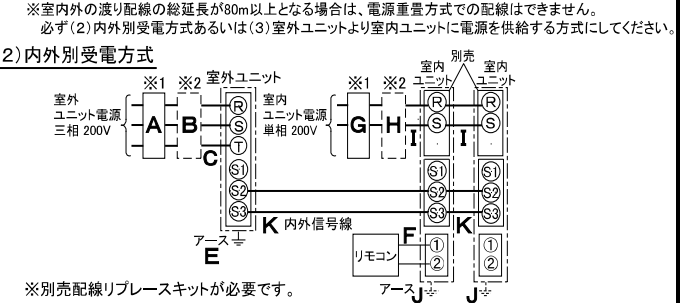 ※室内外の渡り配線の総延長が80m以上となる場合は、電源重畳方式での配線はできません。
必ず(2)内外別受電方式あるいは(3)室外ユニットより室内ユニットに電源を供給する方式にしてください。
2)内外別受電方式
※1 ※2 室外ユニット
室外
ユニット電源
三相 200V
A B C
R
S
T
S1
S2
S3
アース
E
※1 ※2
室内
ユニット電源
単相 200V
G H
室内
ユニット
別売
室内
ユニット
R R
S S
I I
S1 S1
S2 S2
S3 S3
K 内外信号線
K
F
リモコン
① ①
② ②
アース J J
※別売配線リプレースキットが必要です。